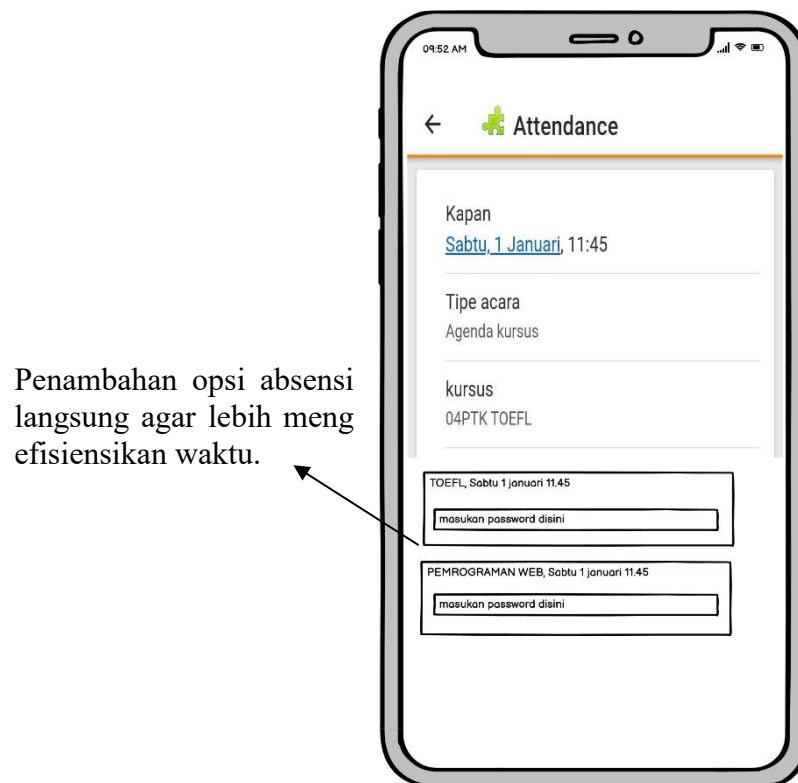 09:52 AM
Attendance
Kapan
Sabtu, 1 Januari, 11:45
Tipe acara
Agenda kursus
kursus
04PTK TOEFL
Penambahan opsi absensi
langsung agar lebih meng
efisiensikan waktu.
TOEFL, Sabtu 1 januari 11.45
masukan password disini
PEMROGRAMAN WEB, Sabtu 1 januari 11.45
masukan password disini